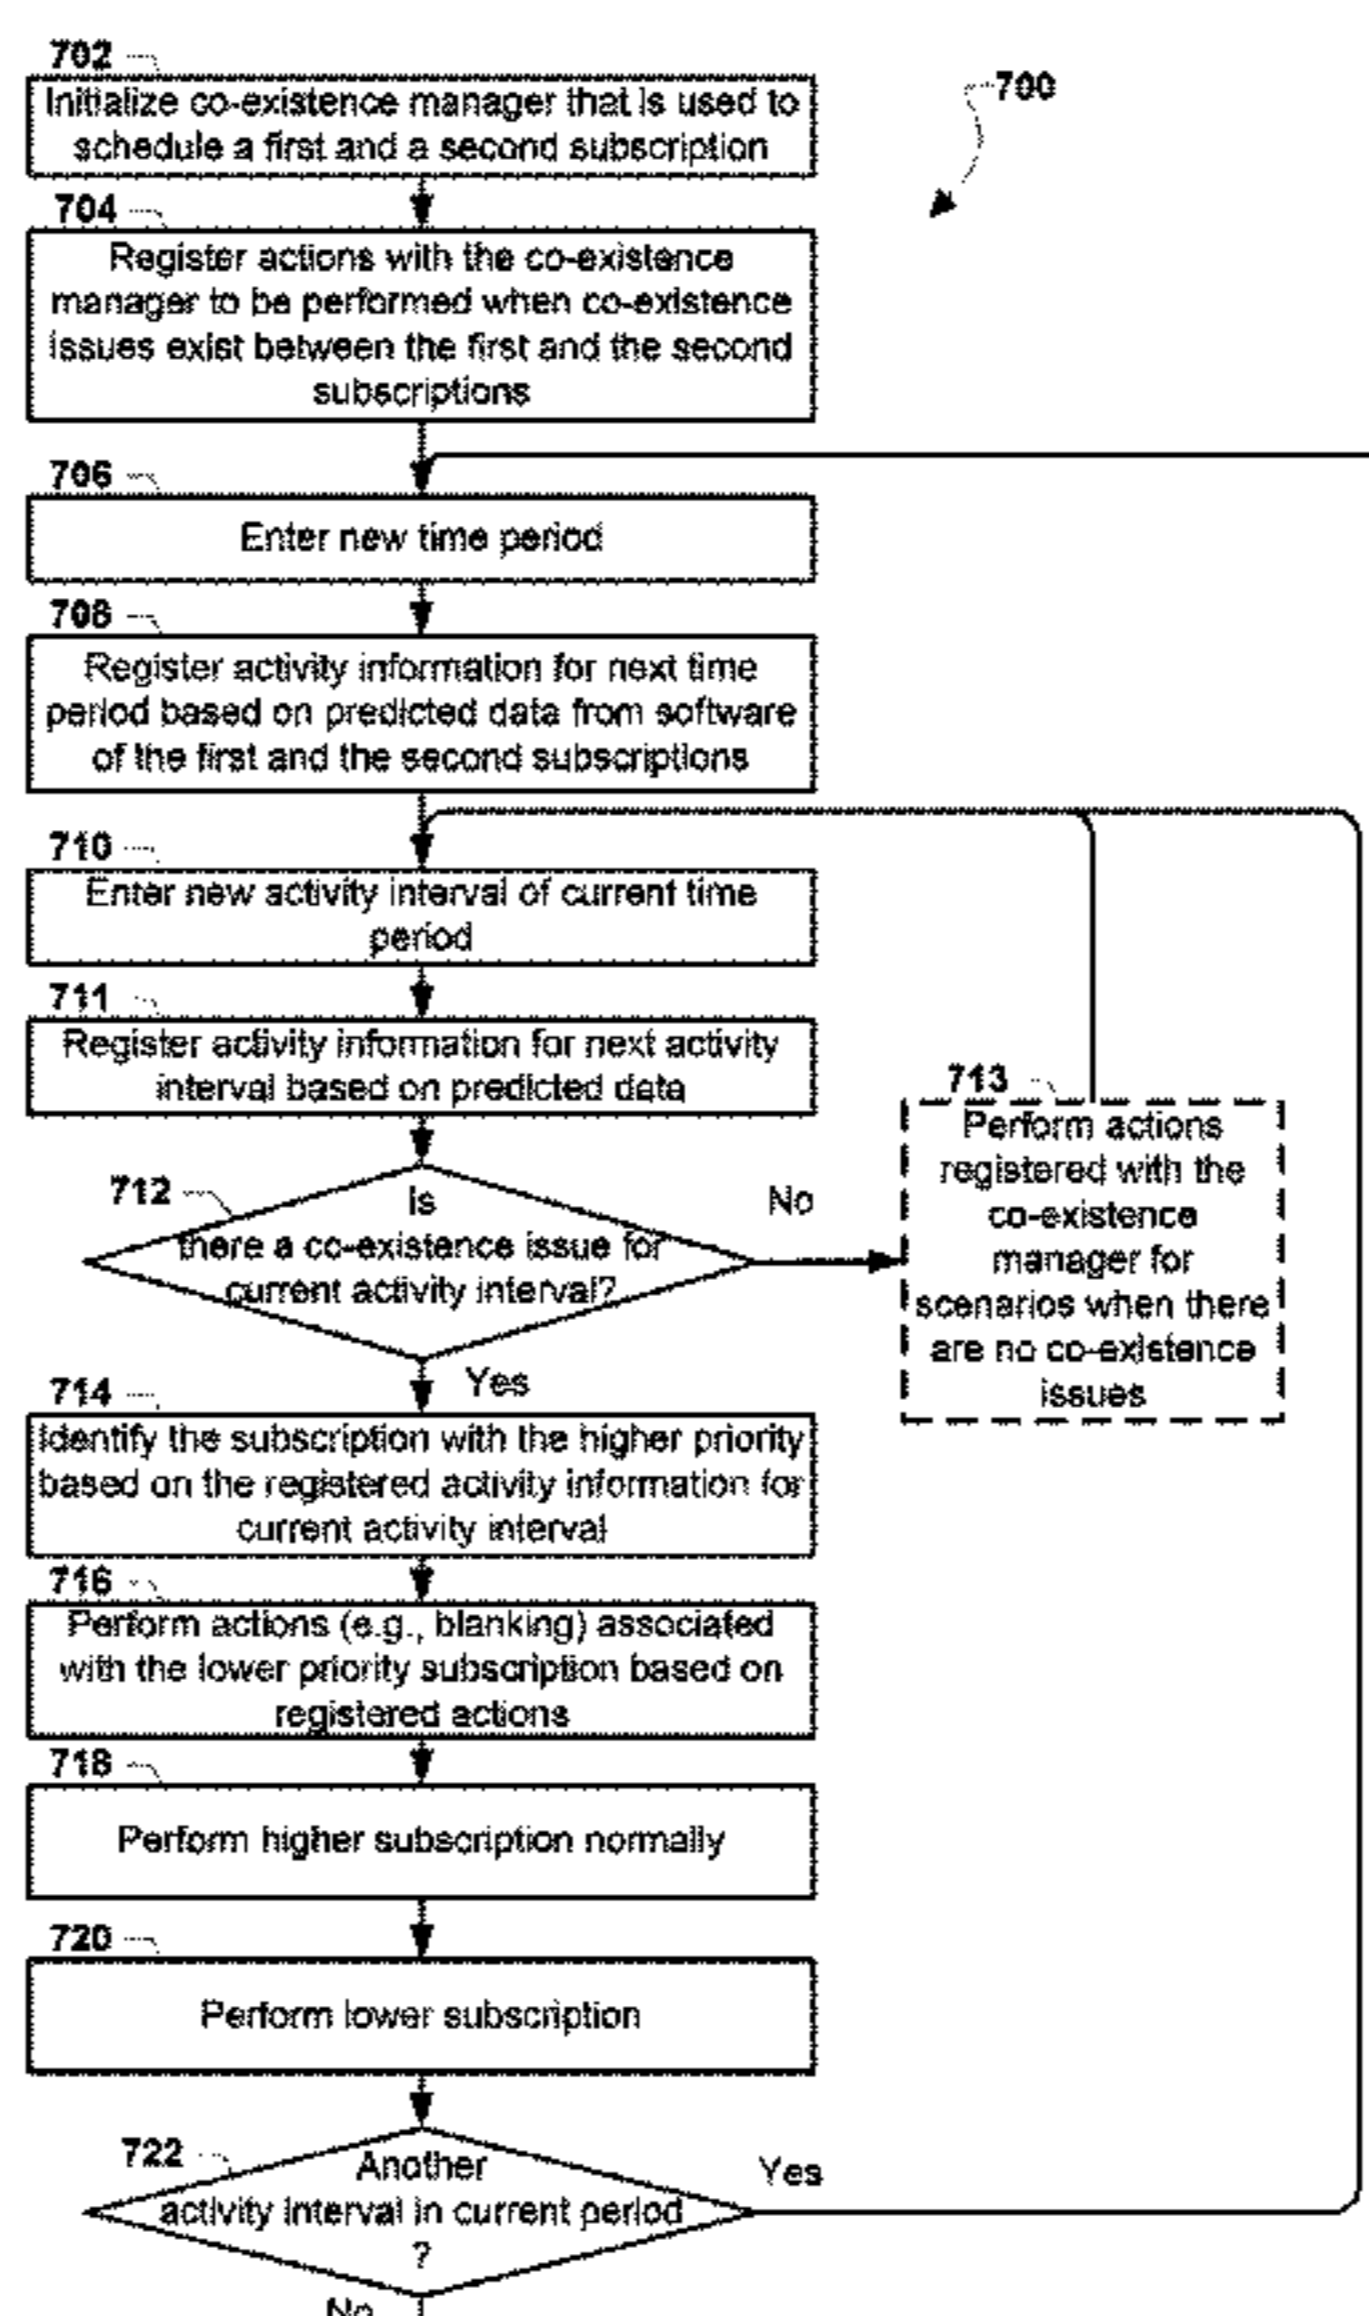 702
Initialize co-existence manager that is used to
schedule a first and a second subscription
700
704
Register actions with the co-existence
manager to be performed when co-existence
issues exist between the first and the second
subscriptions
706
Enter new time period
708
Register activity information for next time
period based on predicted data from software
of the first and the second subscriptions
710
Enter new activity interval of current time
period
711
Register activity information for next activity
interval based on predicted data
712
Is
there a co-existence issue for
current activity interval?
No
713
Perform actions
registered with the
co-existence
manager for
scenarios when there
are no co-existence
issues
Yes
714
Identify the subscription with the higher priority
based on the registered activity information for
current activity interval
716
Perform actions (e.g., blanking) associated
with the lower priority subscription based on
registered actions
718
Perform higher subscription normally
720
Perform lower subscription
722
Another
activity interval in current period
?
Yes
No